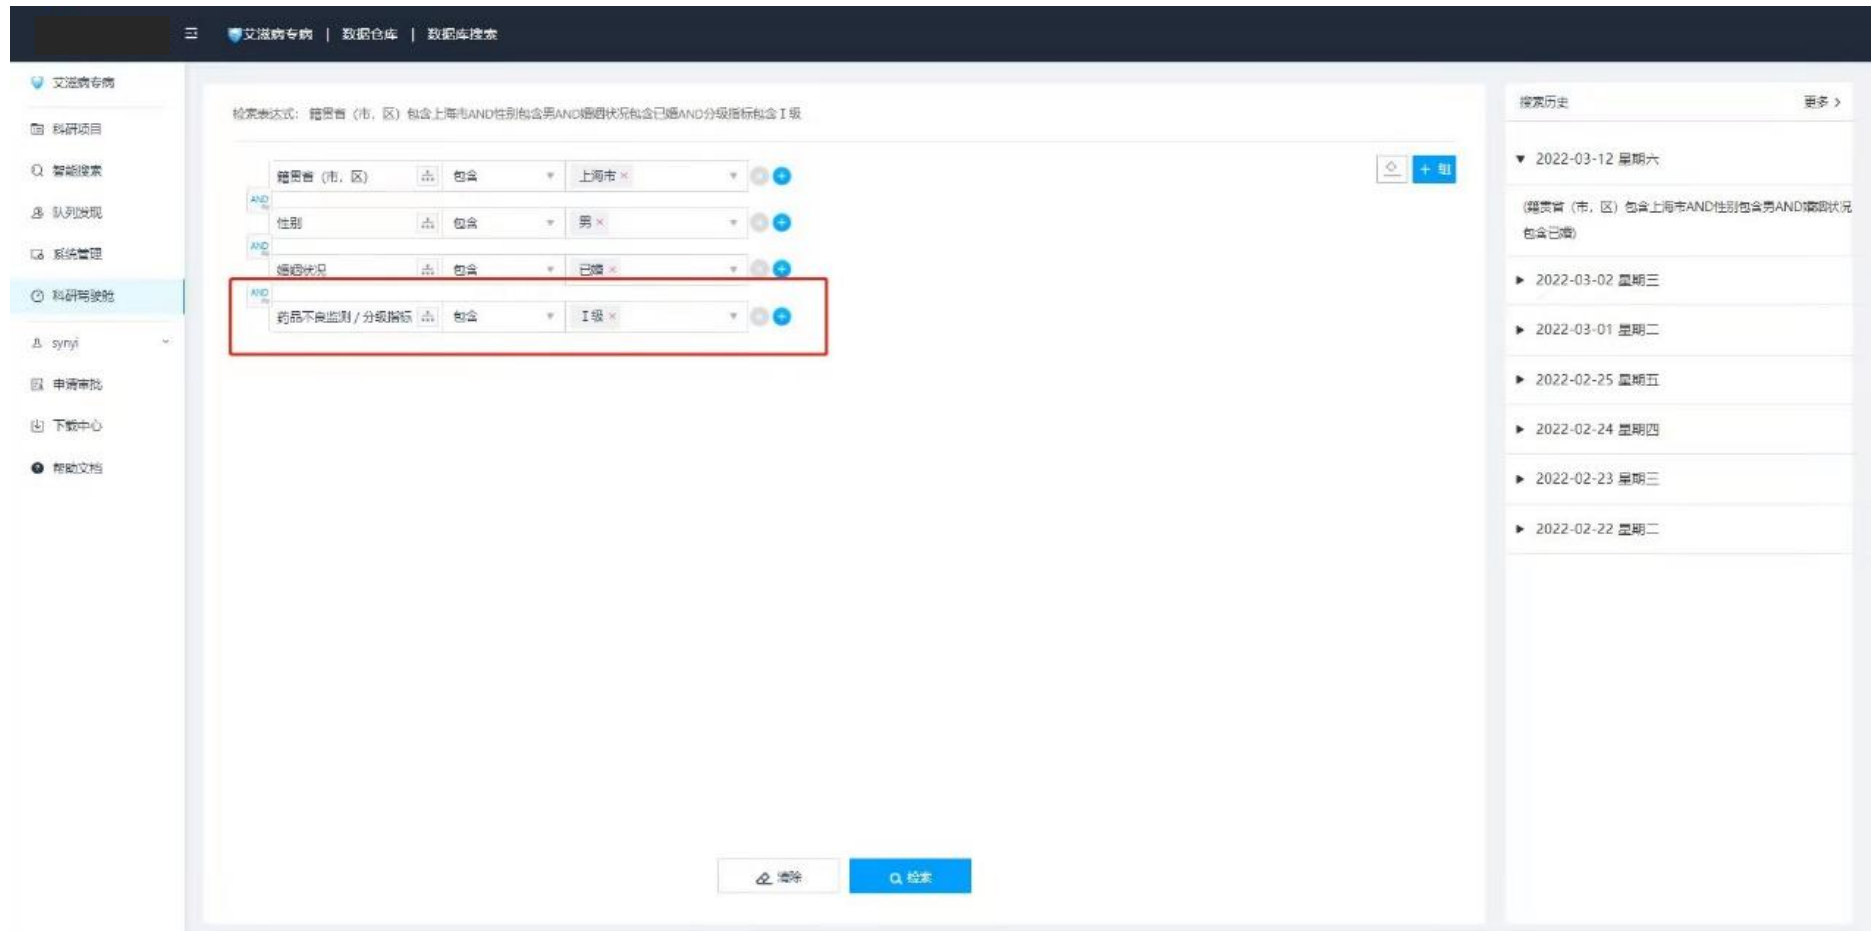 艾滋病专病 | 数据仓库 | 数据库搜索
艾滋病专病
科研项目
智能搜索
队列发现
系统管理
科研驾驶舱
synyi
申请审批
下载中心
帮助文档
检索表达式: 籍贯省（市、区）包含上海市AND性别包含男AND婚姻状况包含已婚AND分级指标包含Ⅰ级
+ 组
籍贯省（市、区） 包含 上海市 ×
AND
性别 包含 男 ×
AND
婚姻状况 包含 已婚 ×
AND
药品不良监测 / 分级指标 包含 Ⅰ级 ×
清除
检索
搜索历史 更多 >
2022-03-12 星期六
(籍贯省（市、区）包含上海市AND性别包含男AND婚姻状况
包含已婚)
2022-03-02 星期三
2022-03-01 星期二
2022-02-25 星期五
2022-02-24 星期四
2022-02-23 星期三
2022-02-22 星期二